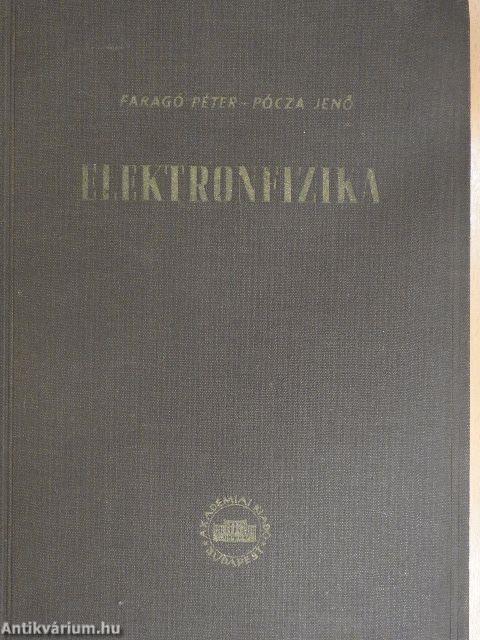 FARAGÓ PÉTER - PÓCZA JENŐ
ELEKTRONFIZIKA
AKADÉMIAI KIADÓ
BUDAPEST
Antikvárium.hu